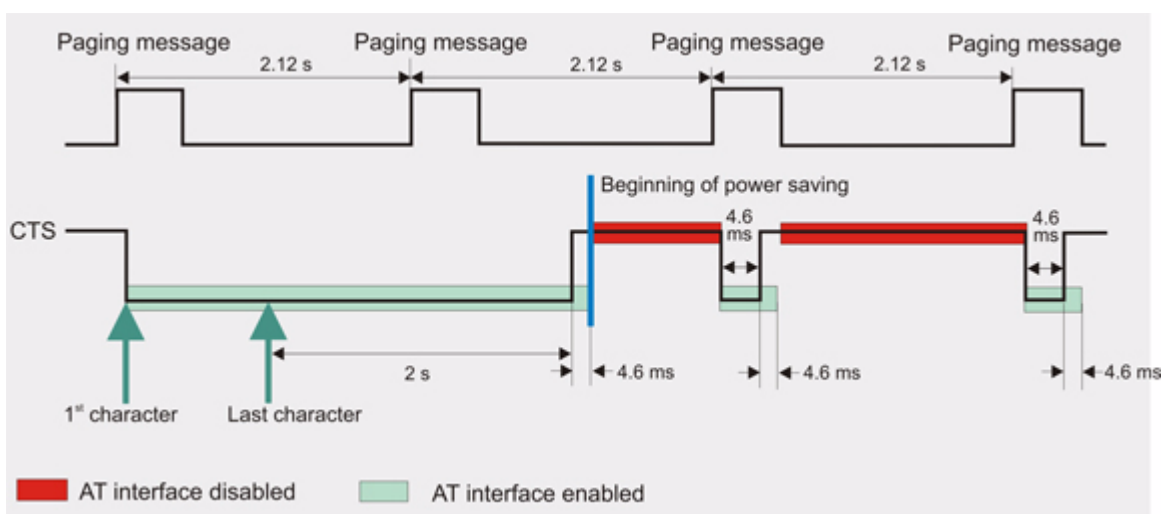 Paging message Paging message Paging message Paging message
2.12 s 2.12 s 2.12 s
Beginning of power saving
CTS
4.6
ms
4.6
ms
2 s
4.6 ms
4.6 ms
4.6 ms
1st character
Last character
AT interface disabled
AT interface enabled